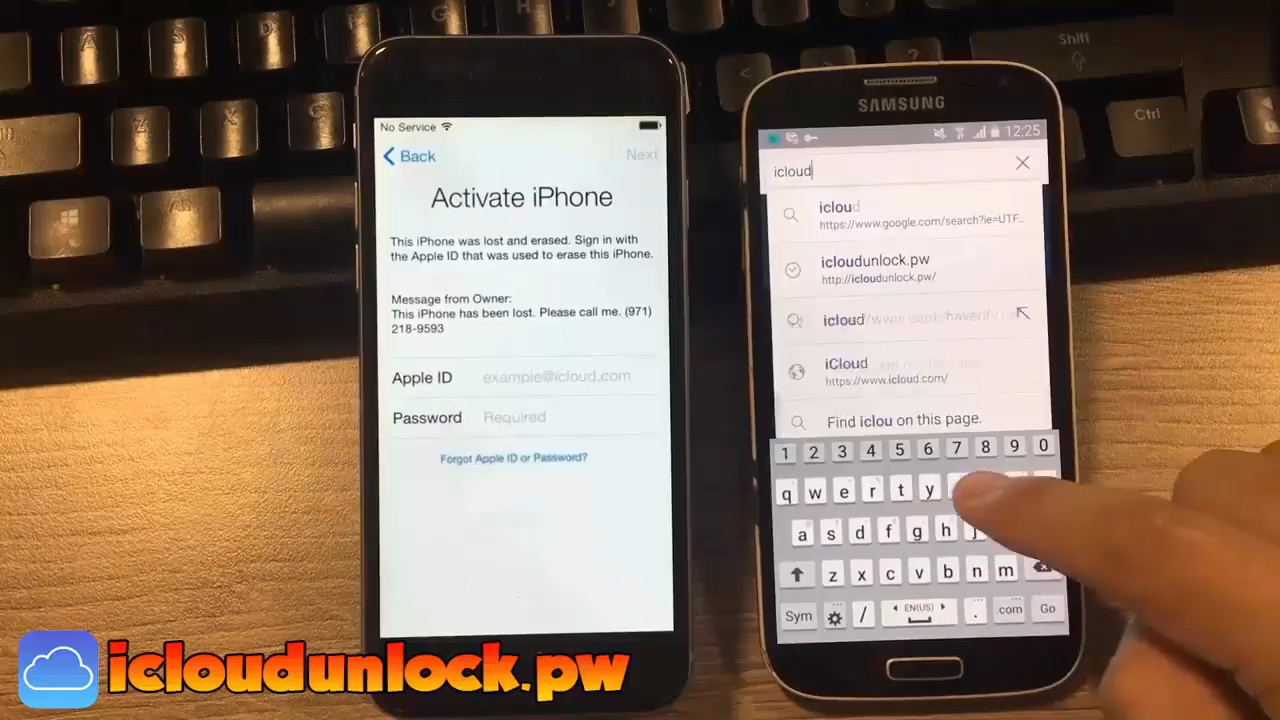 No Service
Back
Next
Activate iPhone
This iPhone was lost and erased. Sign in with
the Apple ID that was used to erase this iPhone.
Message from Owner:
This iPhone has been lost. Please call me. (971)
218-9593
Apple ID
example@icloud.com
Password
Required
Forgot Apple ID or Password?
SAMSUNG
12:25
icloud
icloud
https://www.google.com/search?ie=UTF...
icloudunlock.pw
http://icloudunlock.pw/
icloud
iCloud
https://www.icloud.com/
Find iclou on this page.
1 2 3 4 5 6 7 8 9 0
q w e r t y
a s d f g h j
z x c v b n m
Sym / EN(US) . .com Go
A S D F G H
Z X C
< ? Shift
Ctrl
icloudunlock.pw